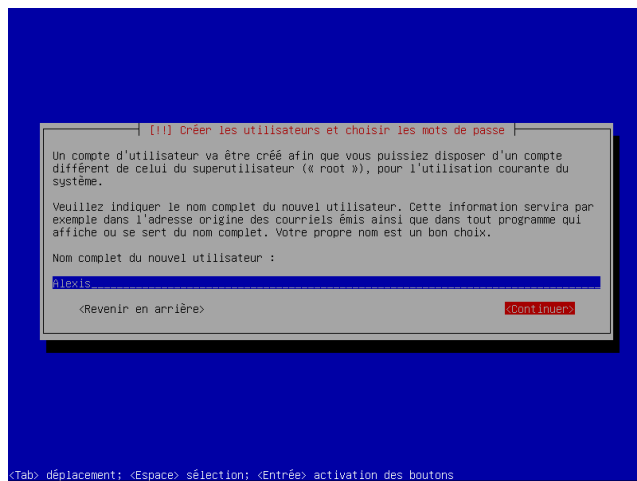 [!!] Créer les utilisateurs et choisir les mots de passe
Un compte d'utilisateur va être créé afin que vous puissiez disposer d'un compte
différent de celui du superutilisateur (« root »), pour l'utilisation courante du
système.
Veuillez indiquer le nom complet du nouvel utilisateur. Cette information servira par
exemple dans l'adresse origine des courriels émis ainsi que dans tout programme qui
affiche ou se sert du nom complet. Votre propre nom est un bon choix.
Nom complet du nouvel utilisateur :
Alexis
<Revenir en arrière> <Continuer>
<Tab> déplacement; <Espace> sélection; <Entrée> activation des boutons